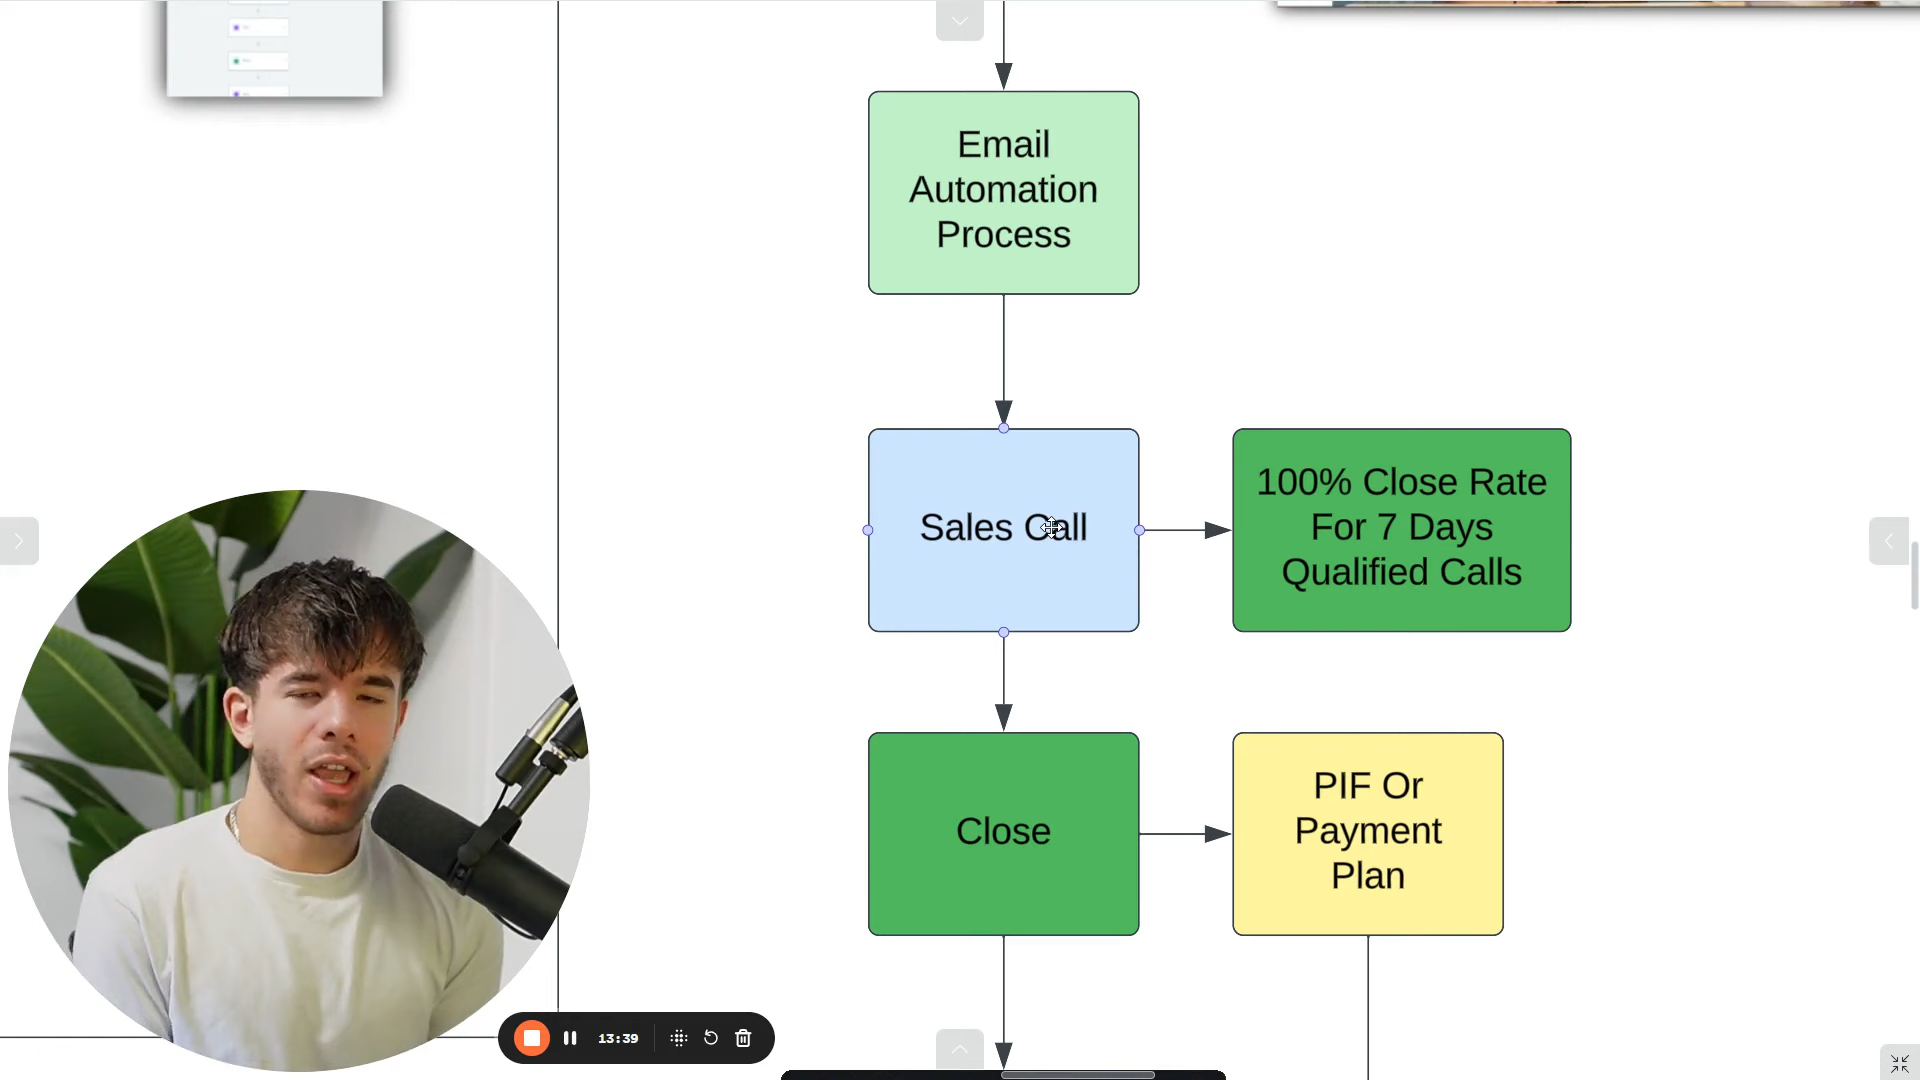 Email
Automation
Process
Sales Call
100% Close Rate
For 7 Days
Qualified Calls
Close
PIF Or
Payment
Plan
13:39